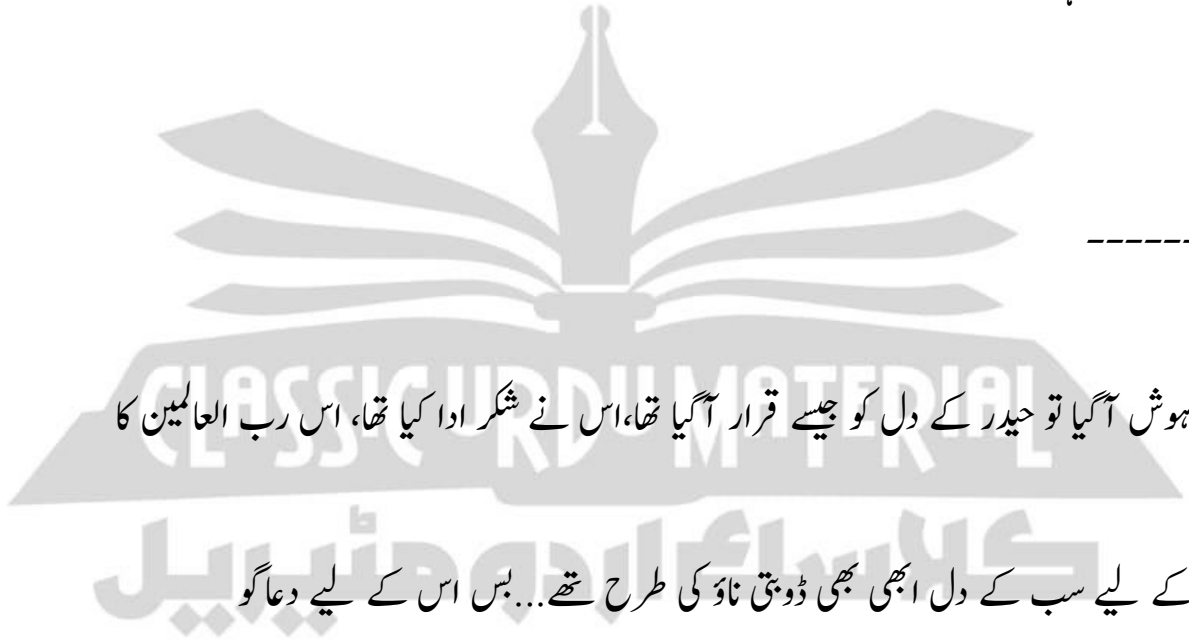 ------
ہوش آگیا تو حیدر کے دل کو جیسے قرار آگیا تھا،اس نے شکر ادا کیا تھا، اس رب العالمین کا
CLASSIC URDU MATERIAL
کلاسک اردو مٹیریل
کے لیے سب کے دل ابھی بھی ڈوبتی ناؤ کی طرح تھے...بس اس کے لیے دعاگو